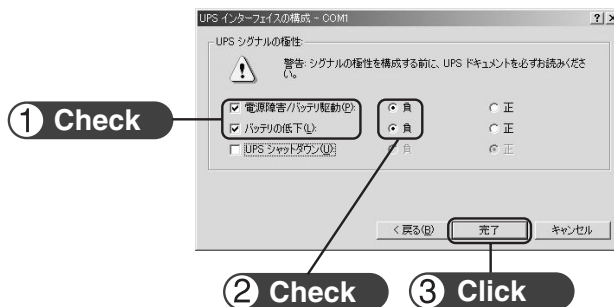 UPS インターフェイスの構成 - COM1
UPS シグナルの極性:
警告: シグナルの極性を構成する前に、UPS ドキュメントを必ずお読みくださ
い。
電源障害/バッテリ駆動(P): 負 正
バッテリの低下(L): 負 正
UPS シャットダウン(U): 負 正
① Check
< 戻る(B) 完了 キャンセル
② Check ③ Click